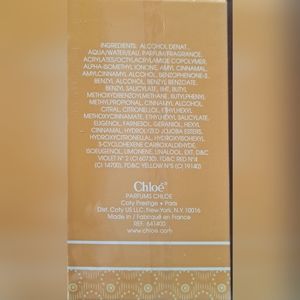 INGREDIENTS: ALCOHOL DENAT.,
AQUA/WATER/EAU, PARFUM/FRAGRANCE,
ACRYLATES/OCTYLACRYLAMIDE COPOLYMER,
ALPHA-ISOMETHYL IONONE, AMYL CINNAMAL,
AMYLCINNAMYL ALCOHOL, BENZOPHENONE-3,
BENZYL ALCOHOL, BENZYL BENZOATE,
BENZYL SALICYLATE, BHT, BUTYL
METHOXYDIBENZOYLMETHANE, BUTYLPHENYL
METHYLPROPIONAL, CINNAMYL ALCOHOL,
CITRAL, CITRONELLOL, ETHYLHEXYL
METHOXYCINNAMATE, ETHYLHEXYL SALICYLATE,
EUGENOL, FARNESOL, GERANIOL, HEXYL
CINNAMAL, HYDROLYZED JOJOBA ESTERS,
HYDROXYCITRONELLAL, HYDROXYISOHEXYL
3-CYCLOHEXENE CARBOXALDEHYDE,
ISOEUGENOL, LIMONENE, LINALOOL, EXT. D&C
VIOLET N° 2 (CI 60730), FD&C RED N°4
(CI 14700), FD&C YELLOW N°5 (CI 19140)
Chloé
PARFUMS CHLOE
Coty Prestige • Paris
Dist. Coty US LLC, New York, N.Y. 10016
Made in / Fabriqué en France
REF. 641400
www.chloe.com